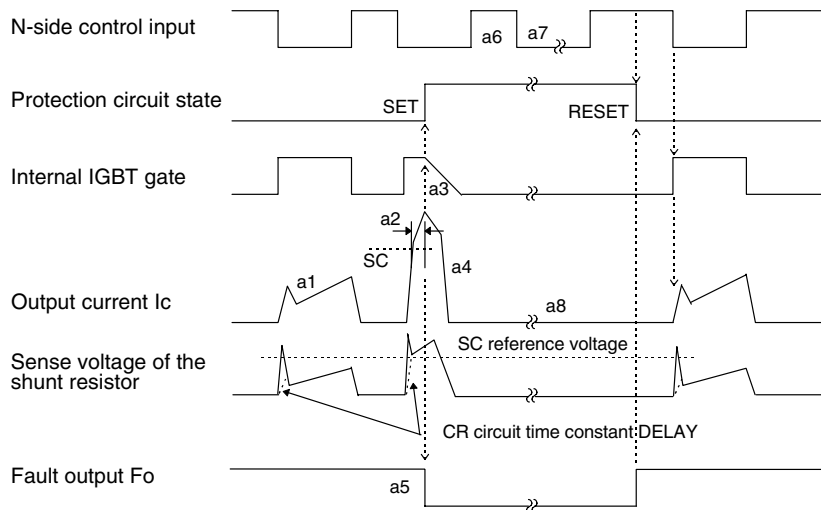 N-side control input
a6
a7
Protection circuit state
SET
RESET
Internal IGBT gate
a3
a2
SC
a4
a1
Output current Ic
a8
SC reference voltage
Sense voltage of the
shunt resistor
CR circuit time constant DELAY
Fault output Fo
a5